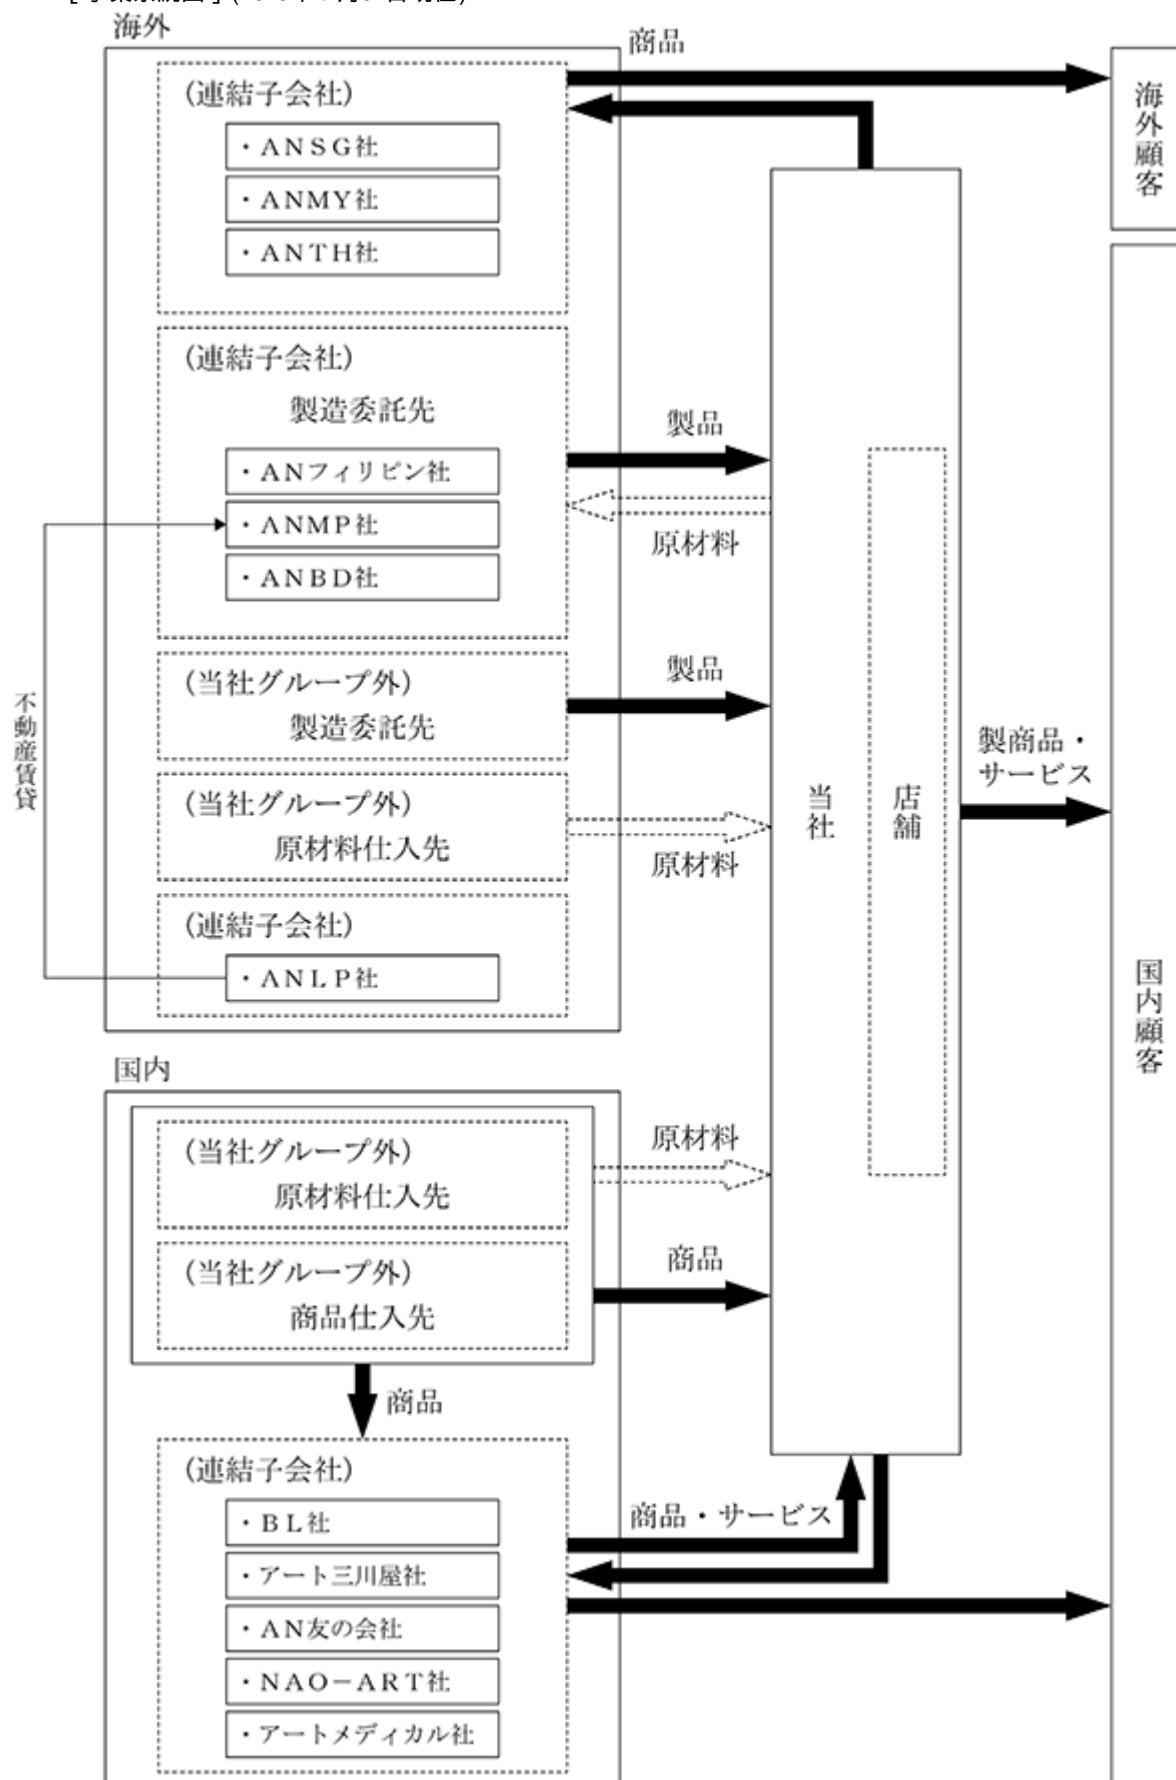 海外
商品
(連結子会社)
・ANSG社
・ANMY社
・ANTH社
海外顧客
(連結子会社)
製造委託先
・ANフィリピン社
・ANMP社
・ANBD社
製品
原材料
(当社グループ外)
製造委託先
製品
不動産賃貸
(当社グループ外)
原材料仕入先
原材料
当社
店舗
製商品・
サービス
(連結子会社)
・ANLP社
国内顧客
国内
(当社グループ外)
原材料仕入先
原材料
(当社グループ外)
商品仕入先
商品
商品
(連結子会社)
・BL社
・アート三川屋社
・AN友の会社
・NAO－ART社
・アートメディカル社
商品・サービス